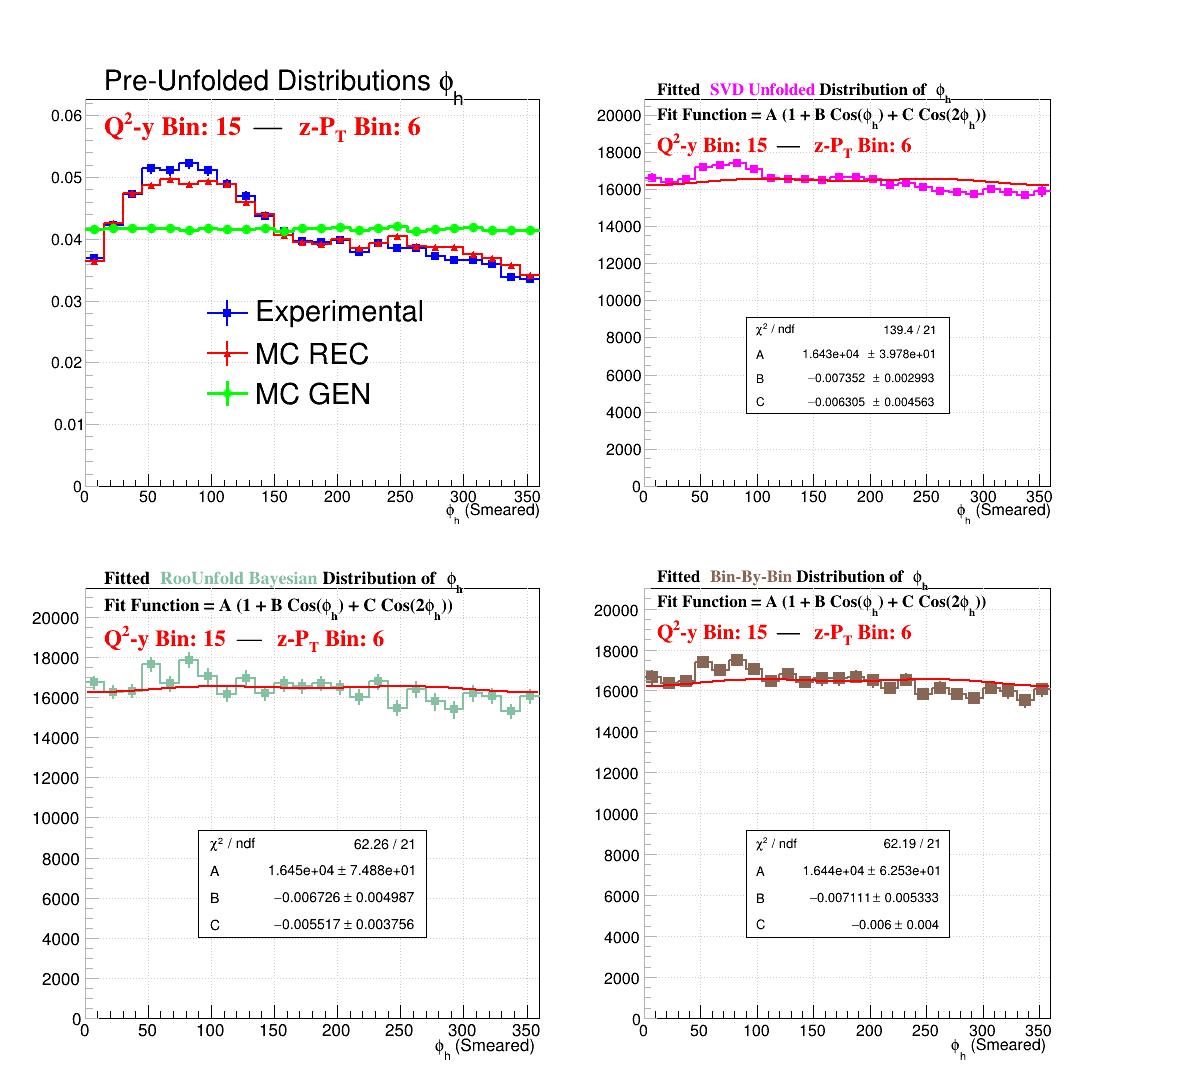 Pre-Unfolded Distributions ϕh
Q²-y Bin: 15 — z-PT Bin: 6
0.06
0.05
0.04
0.03
0.02
0.01
0
Experimental
MC REC
MC GEN
0 50 100 150 200 250 300 350
ϕh (Smeared)
Fitted SVD Unfolded Distribution of ϕh
Fit Function = A (1 + B Cos(ϕh) + C Cos(2ϕh))
Q²-y Bin: 15 — z-PT Bin: 6
20000
18000
16000
14000
12000
10000
8000
6000
4000
2000
0
χ² / ndf 139.4 / 21
A 1.643e+04 ± 3.978e+01
B −0.007352 ± 0.002993
C −0.006305 ± 0.004563
0 50 100 150 200 250 300 350
ϕh (Smeared)
Fitted RooUnfold Bayesian Distribution of ϕh
Fit Function = A (1 + B Cos(ϕh) + C Cos(2ϕh))
Q²-y Bin: 15 — z-PT Bin: 6
20000
18000
16000
14000
12000
10000
8000
6000
4000
2000
0
χ² / ndf 62.26 / 21
A 1.645e+04 ± 7.488e+01
B −0.006726 ± 0.004987
C −0.005517 ± 0.003756
0 50 100 150 200 250 300 350
ϕh (Smeared)
Fitted Bin-By-Bin Distribution of ϕh
Fit Function = A (1 + B Cos(ϕh) + C Cos(2ϕh))
Q²-y Bin: 15 — z-PT Bin: 6
20000
18000
16000
14000
12000
10000
8000
6000
4000
2000
0
χ² / ndf 62.19 / 21
A 1.644e+04 ± 6.253e+01
B −0.007111 ± 0.005333
C −0.006 ± 0.004
0 50 100 150 200 250 300 350
ϕh (Smeared)